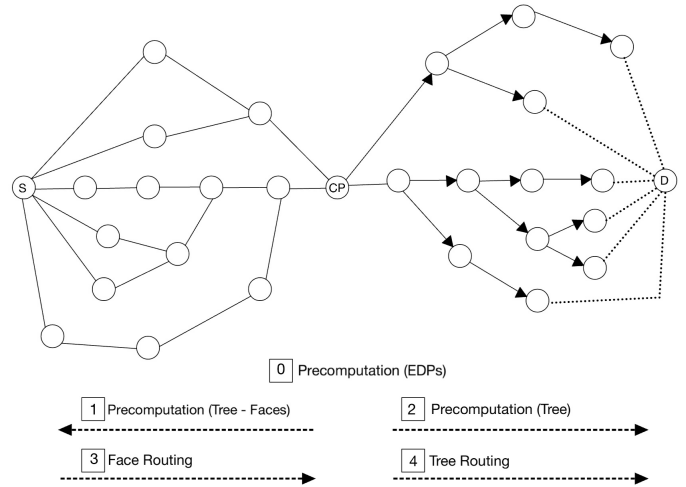 S
CP
D
0 Precomputation (EDPs)
1 Precomputation (Tree - Faces)
2 Precomputation (Tree)
3 Face Routing
4 Tree Routing